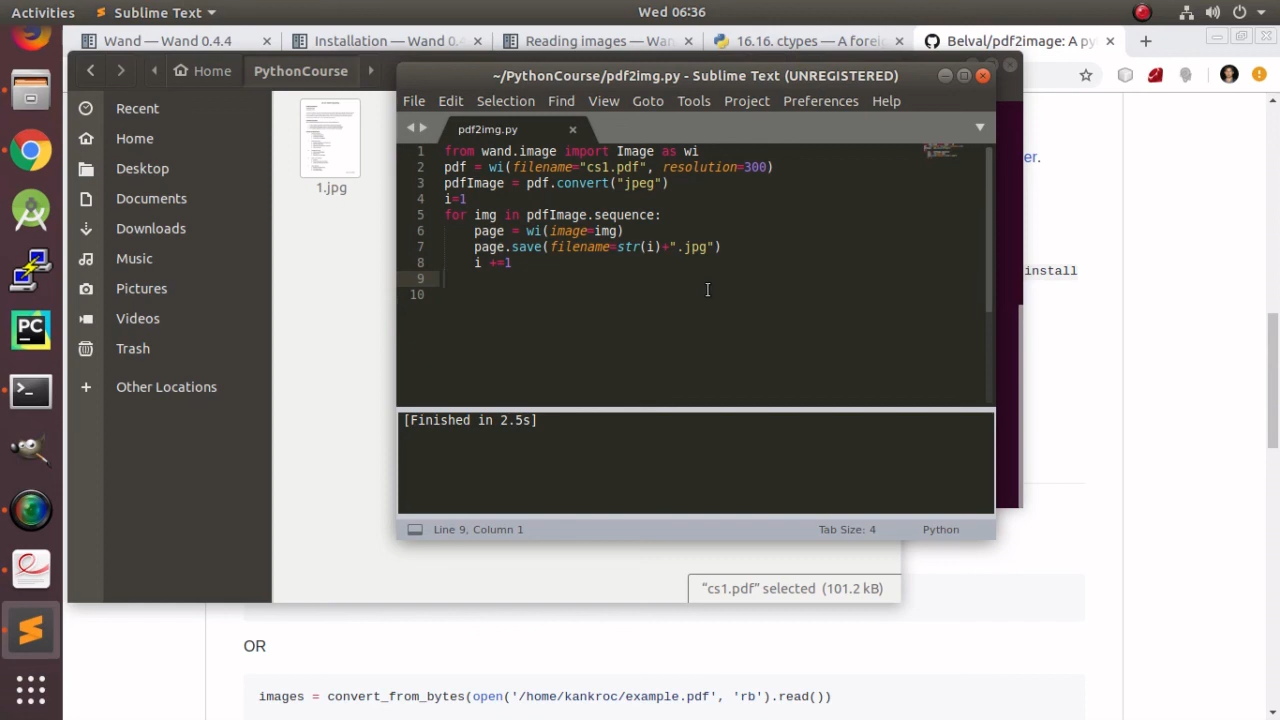 Activities Sublime Text Wed 06:36
Wand — Wand 0.4.4 Installation — Wand 0.4 Reading images — Wan 16.16. ctypes — A foreig Belval/pdf2image: A py
Home PythonCourse
~/PythonCourse/pdf2img.py - Sublime Text (UNREGISTERED)
File Edit Selection Find View Goto Tools Project Preferences Help
pdf2img.py
Recent
Home
Desktop
Documents
Downloads
Music
Pictures
Videos
Trash
Other Locations
1.jpg
1 from wand.image import Image as wi
2 pdf = wi(filename="cs1.pdf", resolution=300)
3 pdfImage = pdf.convert("jpeg")
4 i=1
5 for img in pdfImage.sequence:
6 page = wi(image=img)
7 page.save(filename=str(i)+".jpg")
8 i +=1
9
10
er.
install
[Finished in 2.5s]
Line 9, Column 1 Tab Size: 4 Python
“cs1.pdf” selected (101.2 kB)
OR
images = convert_from_bytes(open('/home/kankroc/example.pdf', 'rb').read())
PC